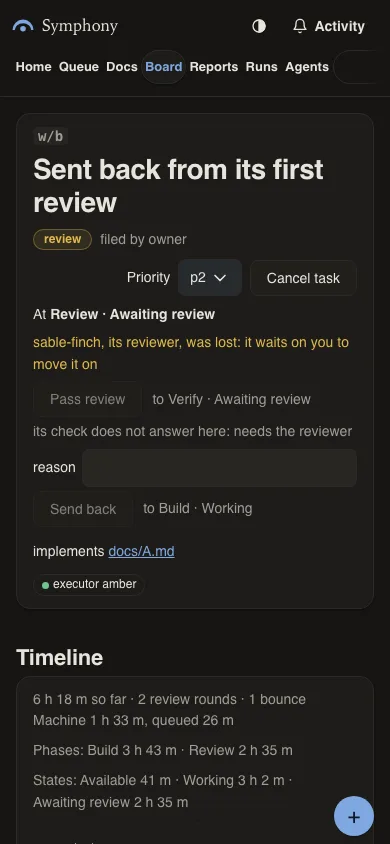 Symphony
Activity
Home Queue Docs Board Reports Runs Agents
w/b
Sent back from its first
review
review filed by owner
Priority p2 Cancel task
At Review · Awaiting review
sable-finch, its reviewer, was lost: it waits on you to
move it on
Pass review to Verify · Awaiting review
its check does not answer here: needs the reviewer
reason
Send back to Build · Working
implements docs/A.md
executor amber
Timeline
6 h 18 m so far · 2 review rounds · 1 bounce
Machine 1 h 33 m, queued 26 m
Phases: Build 3 h 43 m · Review 2 h 35 m
States: Available 41 m · Working 3 h 2 m ·
Awaiting review 2 h 35 m
+